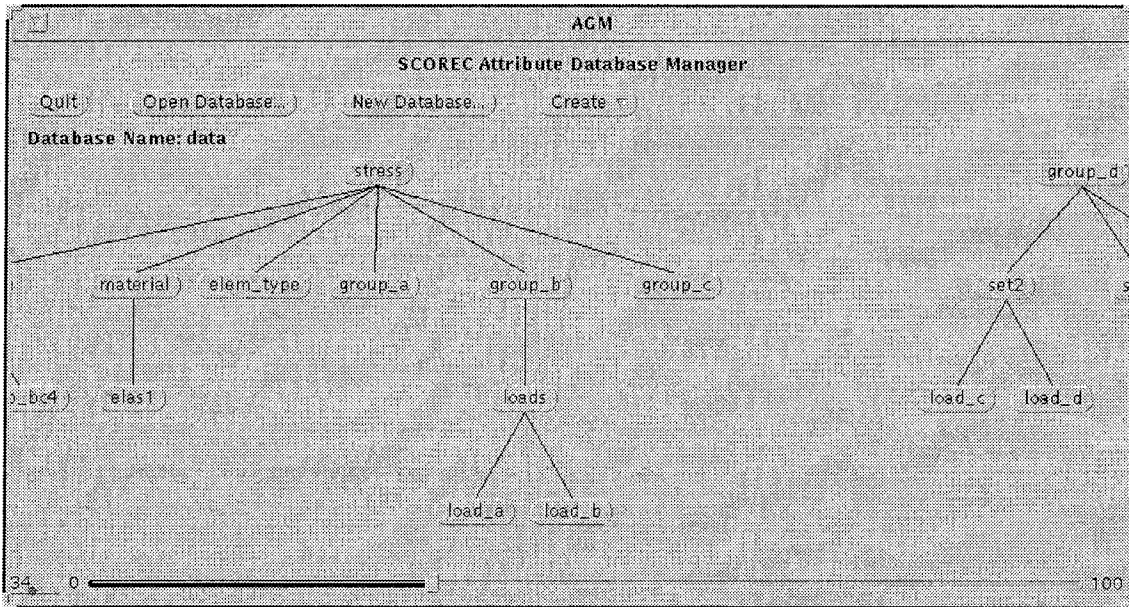 AGM
SCOREC Attribute Database Manager
Quit Open Database... New Database... Create
Database Name: data
stress group_d
material elem_type group_a group_b group_c set2
_bc4 elas1 loads load_c load_d
load_a load_b
34 0 100